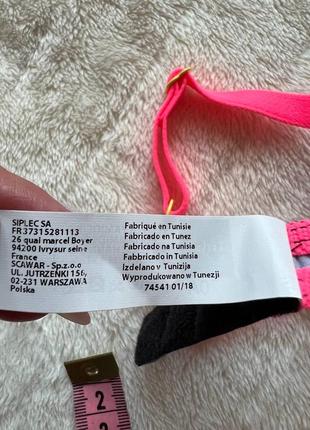 SIPLEC SA
FR 37315281113
26 quai marcel Boyer
94200 Ivrysur seine
France
SCAWAR - Sp.z.o.o
UL. JUTRZENKI 156,
02-231 WARSZAWA
Polska
Fabriqué en Tunisie
Fabricado en Tunez
Fabricado na Tunisia
Fabbricado in Tunisia
Izdelano v Tunizija
Wyprodukowano w Tunezji
74541 01/18
2